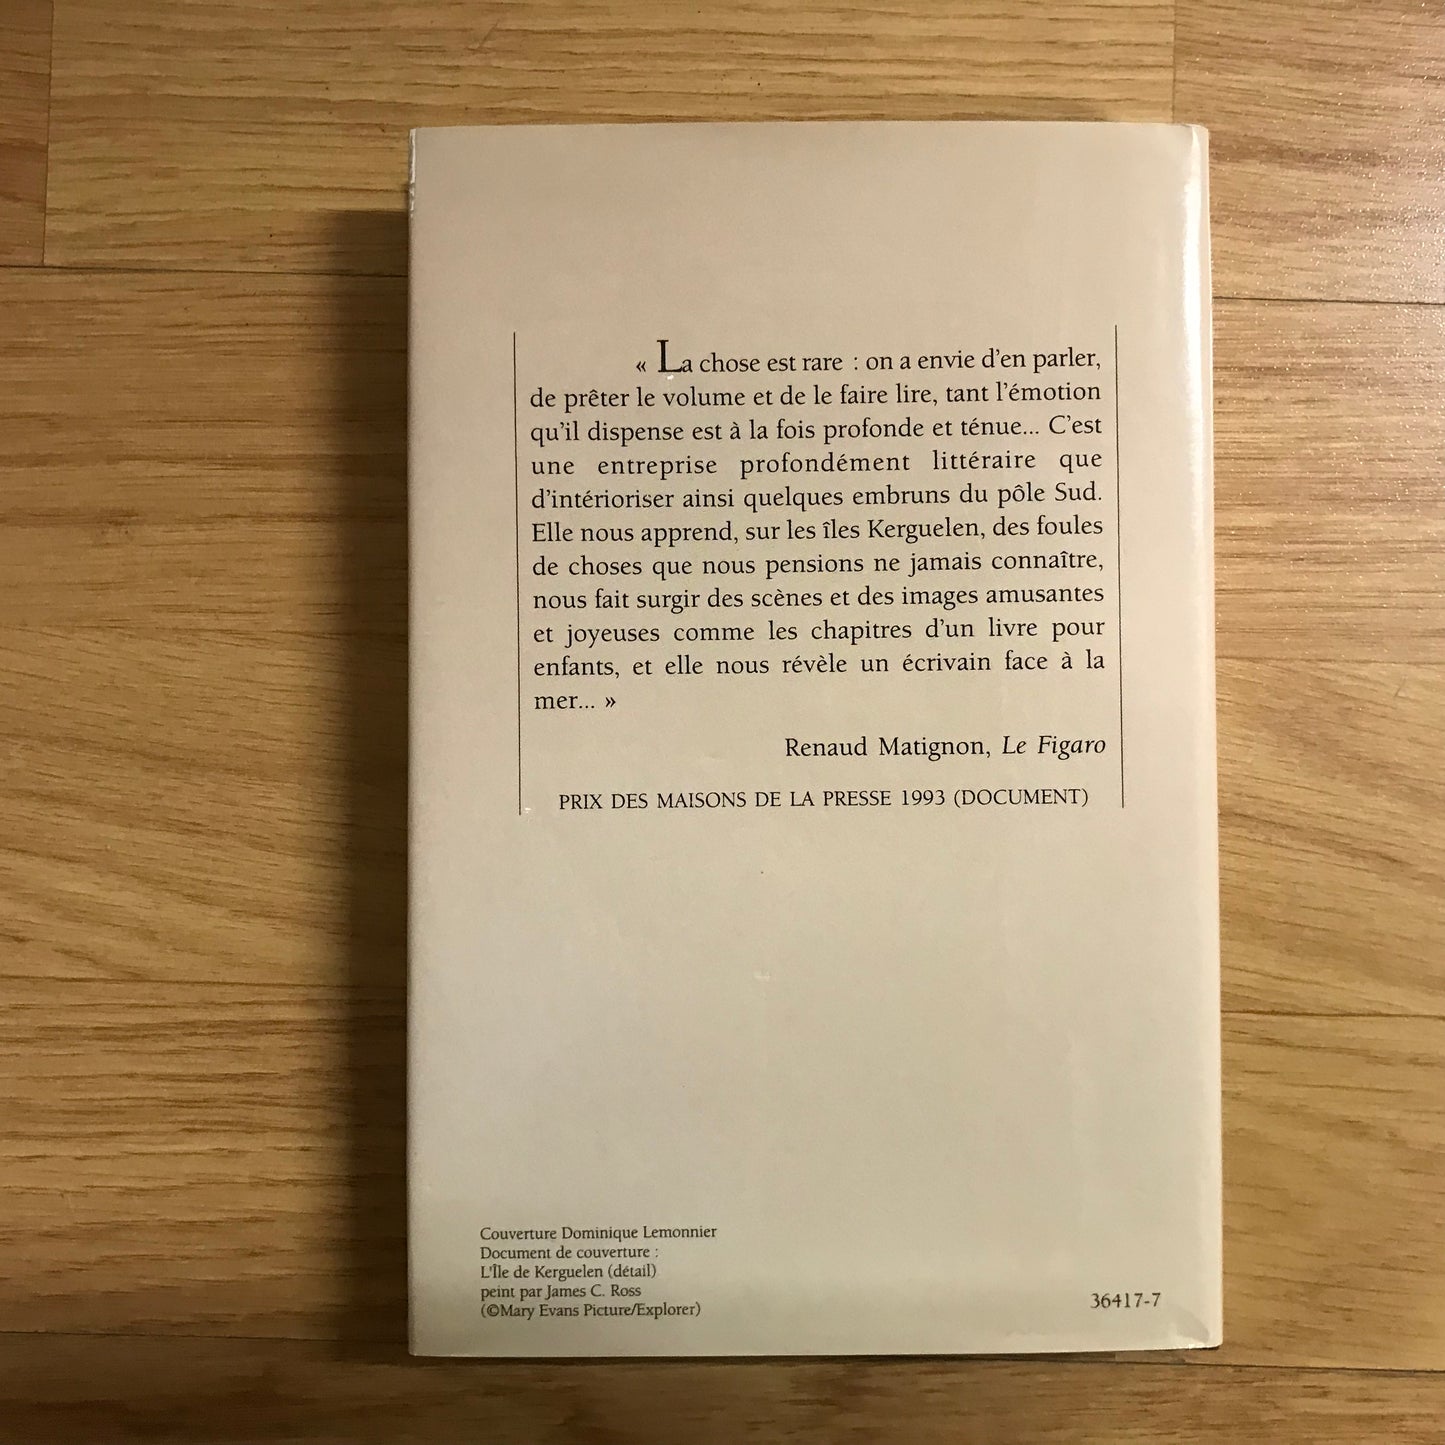 « La chose est rare : on a envie d'en parler,
de prêter le volume et de le faire lire, tant l'émotion
qu'il dispense est à la fois profonde et ténue... C'est
une entreprise profondément littéraire que
d'intérioriser ainsi quelques embruns du pôle Sud.
Elle nous apprend, sur les îles Kerguelen, des foules
de choses que nous pensions ne jamais connaître,
nous fait surgir des scènes et des images amusantes
et joyeuses comme les chapitres d'un livre pour
enfants, et elle nous révèle un écrivain face à la
mer... »
Renaud Matignon, Le Figaro
PRIX DES MAISONS DE LA PRESSE 1993 (DOCUMENT)
Couverture Dominique Lemonnier
Document de couverture :
L'Île de Kerguelen (détail)
peint par James C. Ross
(©Mary Evans Picture/Explorer)
36417-7